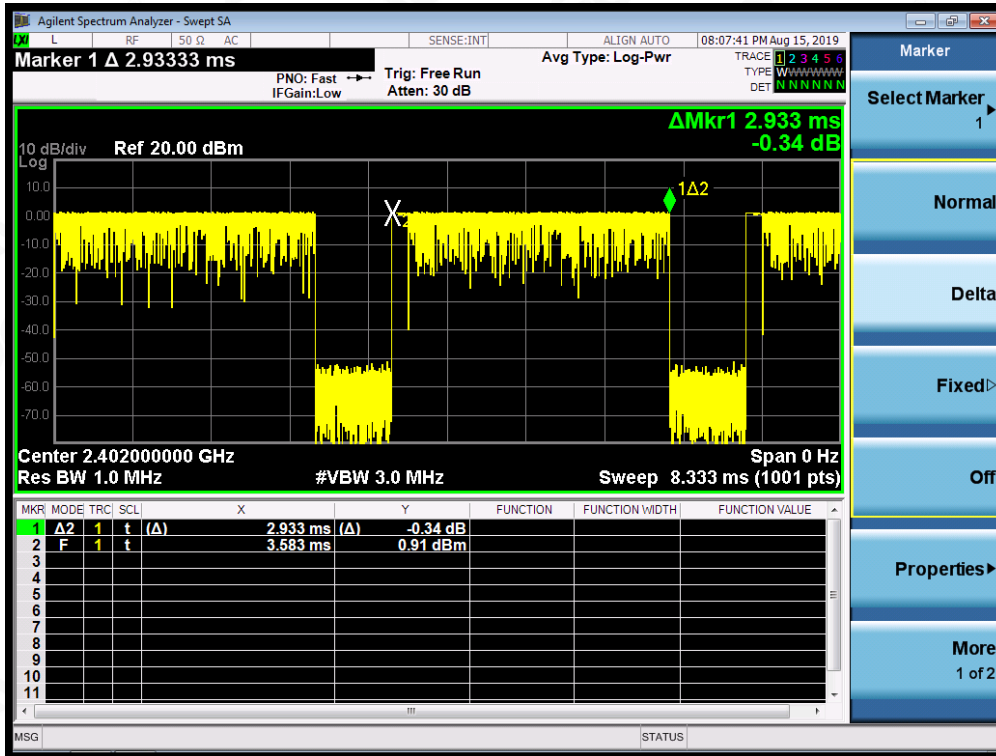 Agilent Spectrum Analyzer - Swept SA
LXI L RF 50 Ω AC SENSE:INT ALIGN AUTO 08:07:41 PM Aug 15, 2019
Marker 1 Δ 2.93333 ms
PNO: Fast
IFGain:Low
Trig: Free Run
Atten: 30 dB
Avg Type: Log-Pwr
TRACE 1 2 3 4 5 6
TYPE WWWWWWW
DET N N N N N N
ΔMkr1 2.933 ms
-0.34 dB
10 dB/div Ref 20.00 dBm
Log
10.0
0.00
-10.0
-20.0
-30.0
-40.0
-50.0
-60.0
-70.0
X2
1Δ2
Center 2.402000000 GHz Span 0 Hz
Res BW 1.0 MHz #VBW 3.0 MHz Sweep 8.333 ms (1001 pts)
MKR MODE TRC SCL X Y FUNCTION FUNCTION WIDTH FUNCTION VALUE
1 Δ2 1 t (Δ) 2.933 ms (Δ) -0.34 dB
2 F 1 t 3.583 ms 0.91 dBm
3
4
5
6
7
8
9
10
11
MSG STATUS
Marker
Select Marker
1
Normal
Delta
Fixed
Off
Properties
More
1 of 2